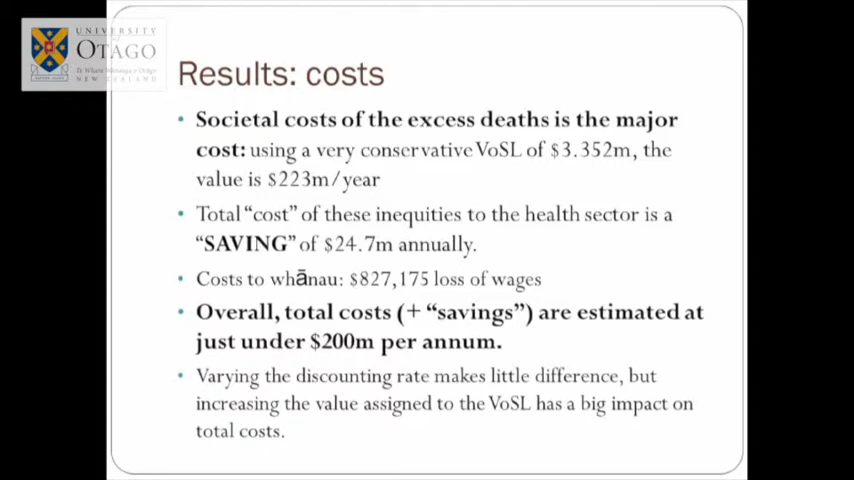 UNIVERSITY
of
OTAGO
Te Whare Wānanga o Otāgo
NEW ZEALAND
Results: costs
• Societal costs of the excess deaths is the major
cost: using a very conservative VoSL of $3.352m, the
value is $223m/year
• Total “cost” of these inequities to the health sector is a
“SAVING” of $24.7m annually.
• Costs to whānau: $827,175 loss of wages
• Overall, total costs (+ “savings”) are estimated at
just under $200m per annum.
• Varying the discounting rate makes little difference, but
increasing the value assigned to the VoSL has a big impact on
total costs.